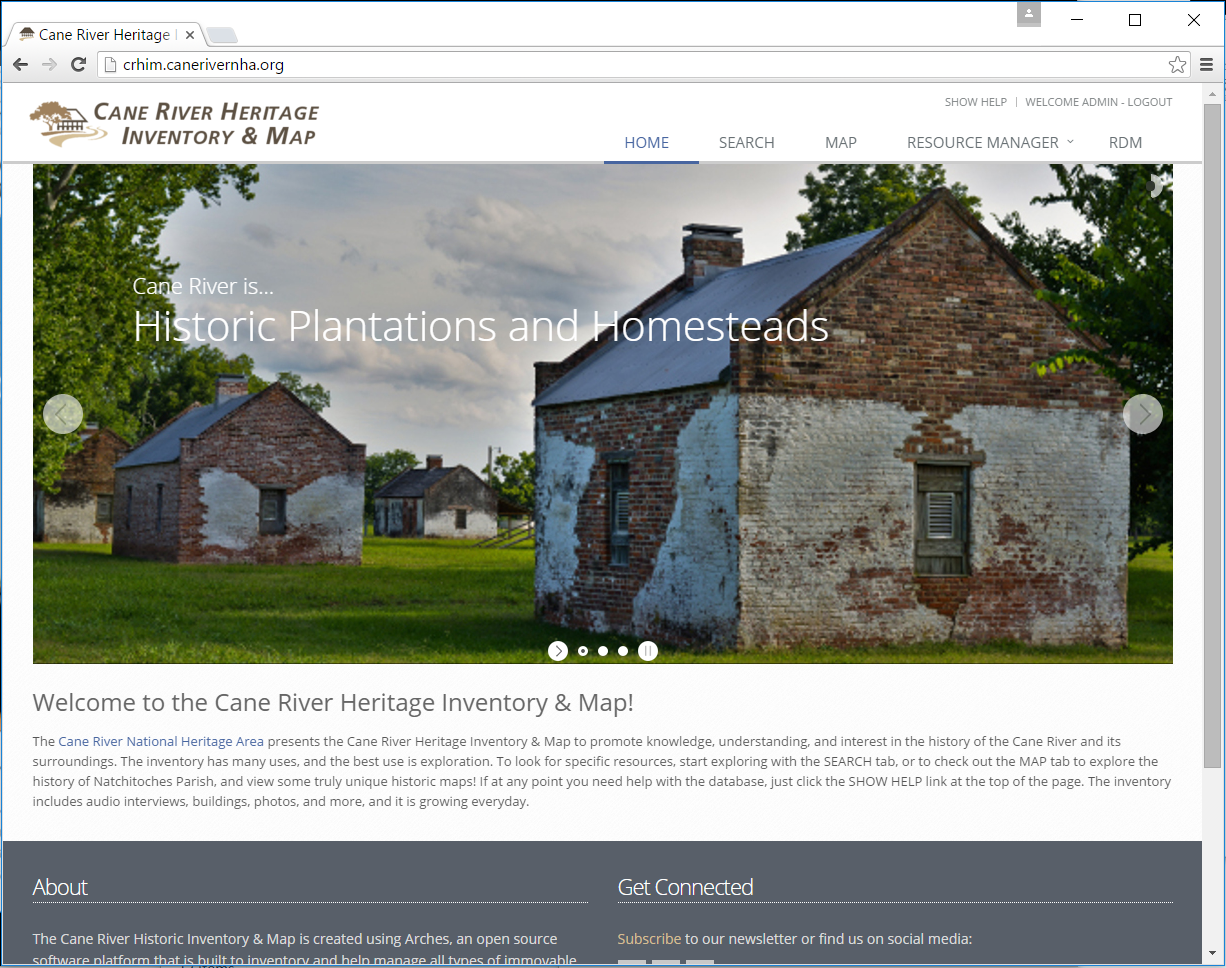 Cane River Heritage
crhim.canerivernha.org
CANE RIVER HERITAGE
INVENTORY & MAP
SHOW HELP | WELCOME ADMIN - LOGOUT
HOME SEARCH MAP RESOURCE MANAGER RDM
Cane River is...
Historic Plantations and Homesteads
Welcome to the Cane River Heritage Inventory & Map!
The Cane River National Heritage Area presents the Cane River Heritage Inventory & Map to promote knowledge, understanding, and interest in the history of the Cane River and its
surroundings. The inventory has many uses, and the best use is exploration. To look for specific resources, start exploring with the SEARCH tab, or to check out the MAP tab to explore the
history of Natchitoches Parish, and view some truly unique historic maps! If at any point you need help with the database, just click the SHOW HELP link at the top of the page. The inventory
includes audio interviews, buildings, photos, and more, and it is growing everyday.
About
Get Connected
The Cane River Historic Inventory & Map is created using Arches, an open source
software platform that is built to inventory and help manage all types of immovable
Subscribe to our newsletter or find us on social media: